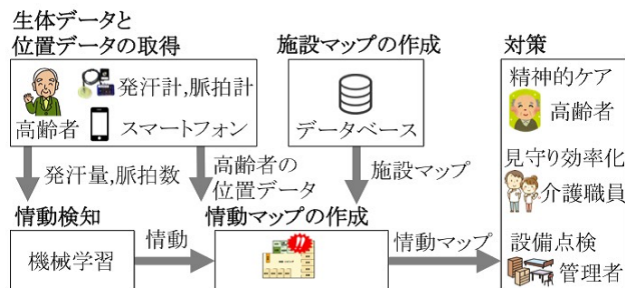 生体データと
位置データの取得
発汗計,脈拍計
高齢者
スマートフォン
施設マップの作成
データベース
対策
精神的ケア
高齢者
見守り効率化
介護職員
設備点検
管理者
発汗量,脈拍数
高齢者の
位置データ
施設マップ
情動検知
機械学習
情動
情動マップの作成
情動マップ